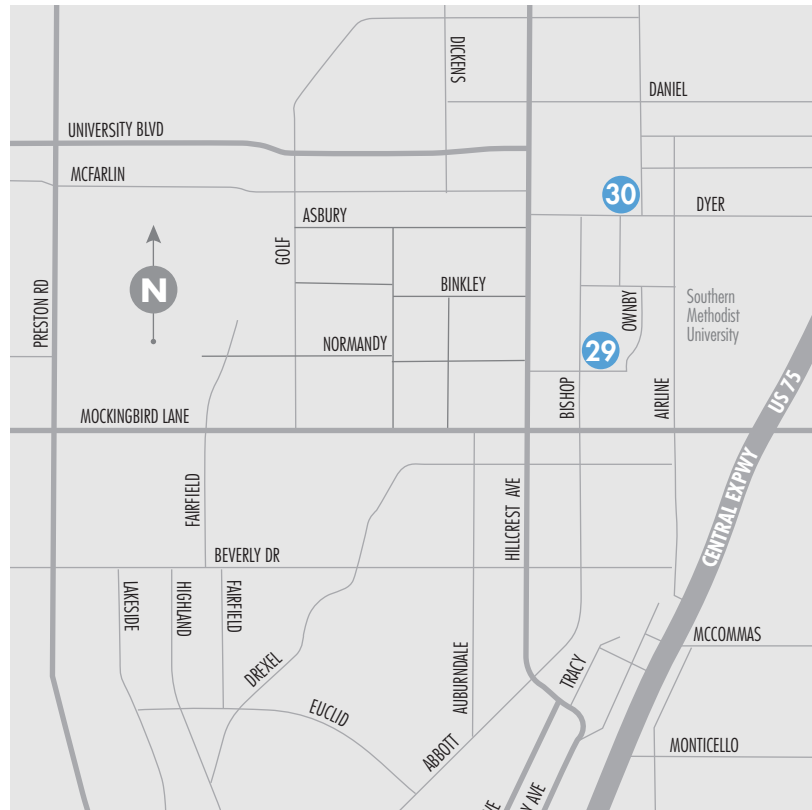 DICKENS
DANIEL
UNIVERSITY BLVD
MCFARLIN
30
ASBURY
DYER
GOLF
N
BINKLEY
OWNBY
Southern
Methodist
University
PRESTON RD
NORMANDY
29
US 75
BISHOP
AIRLINE
MOCKINGBIRD LANE
FAIRFIELD
HILLCREST AVE
CENTRAL EXPWY
BEVERLY DR
LAKESIDE
HIGHLAND
FAIRFIELD
DREXEL
AUBURNDALE
TRACY
MCCOMMAS
EUCLID
ABBOTT
MONTICELLO
VE
Y AVE